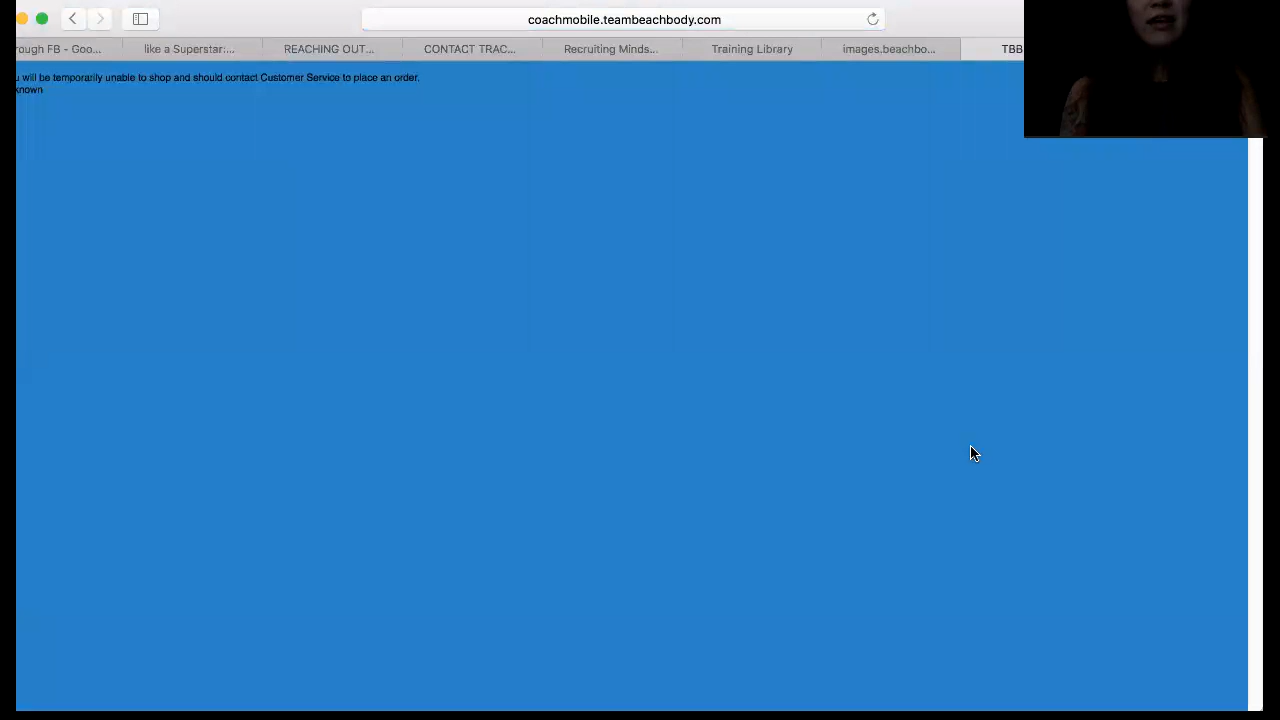 coachmobile.teambeachbody.com
rough FB - Goo... like a Superstar:... REACHING OUT... CONTACT TRAC... Recruiting Minds... Training Library images.beachbo... TBB
u will be temporarily unable to shop and should contact Customer Service to place an order.
known